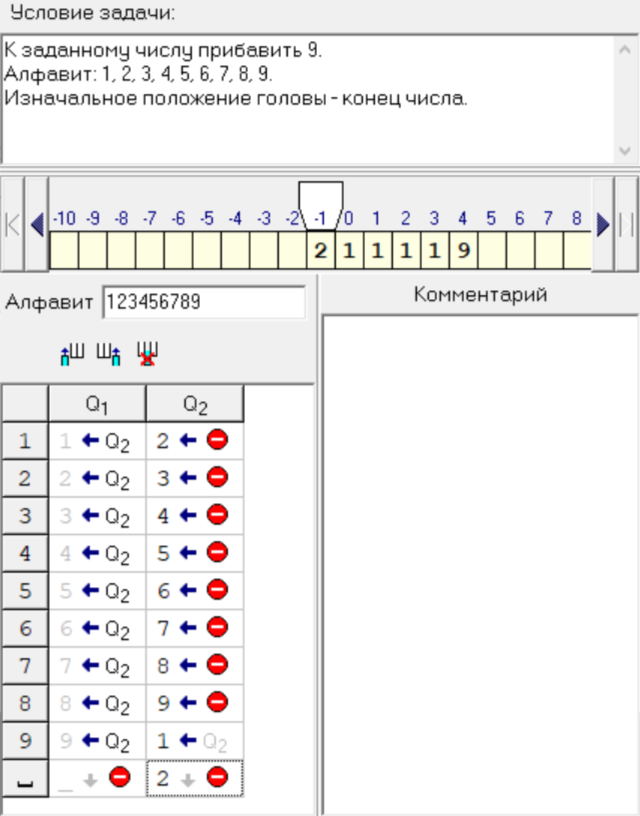 Условие задачи:
К заданному числу прибавить 9.
Алфавит: 1, 2, 3, 4, 5, 6, 7, 8, 9.
Изначальное положение головы - конец числа.
-10 -9 -8 -7 -6 -5 -4 -3 -2 -1 0 1 2 3 4 5 6 7 8
2 1 1 1 1 9
Алфавит 123456789
Комментарий
Q1 Q2
1 1 ← Q2 2 ←
2 2 ← Q2 3 ←
3 3 ← Q2 4 ←
4 4 ← Q2 5 ←
5 5 ← Q2 6 ←
6 6 ← Q2 7 ←
7 7 ← Q2 8 ←
8 8 ← Q2 9 ←
9 9 ← Q2 1 ← Q2
␣ _ ↓ 2 ↓